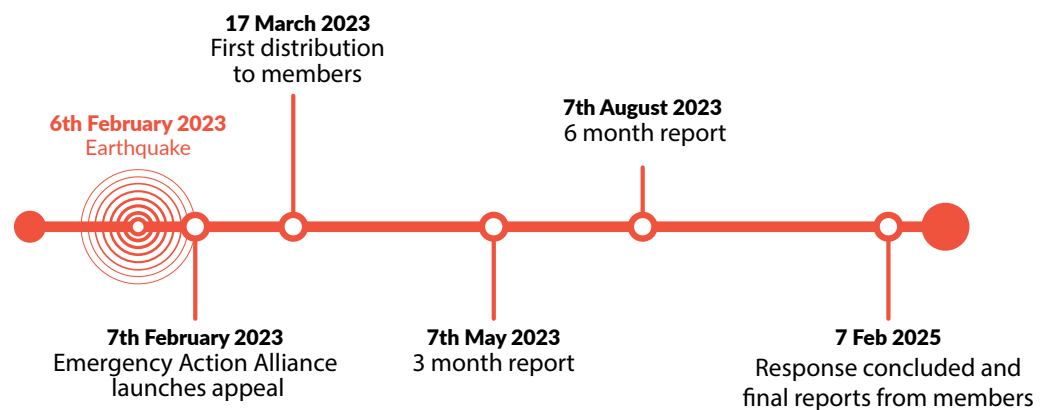 17 March 2023
First distribution
to members
6th February 2023
Earthquake
7th August 2023
6 month report
7th February 2023
Emergency Action Alliance
launches appeal
7th May 2023
3 month report
7 Feb 2025
Response concluded and
final reports from members